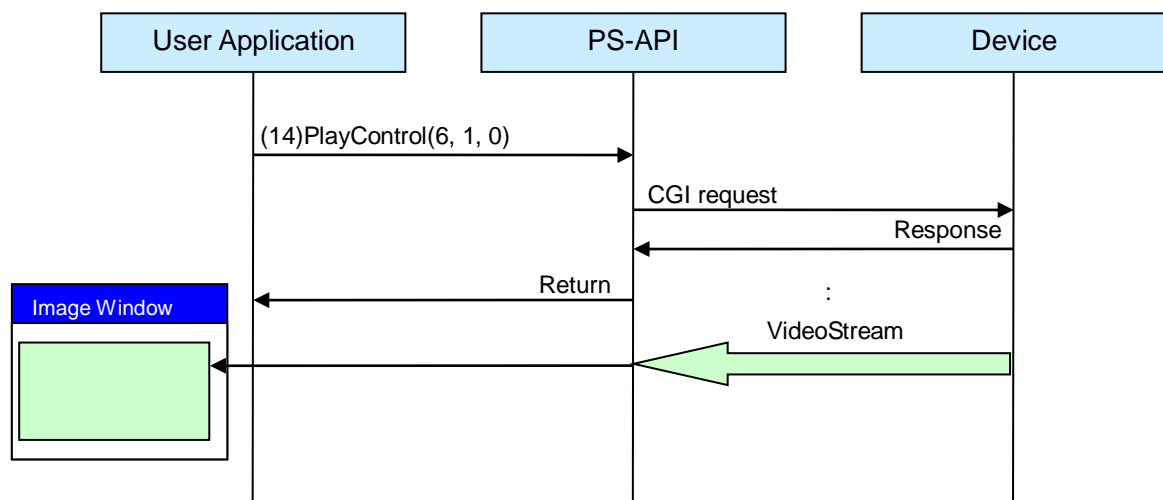 User Application
PS-API
Device
(14)PlayControl(6, 1, 0)
CGI request
Response
Return
:
Image Window
VideoStream